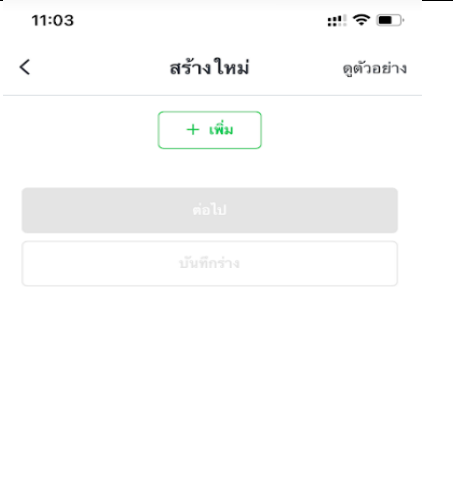 11:03
สร้างใหม่ ดูตัวอย่าง
+ เพิ่ม
ต่อไป
บันทึกร่าง